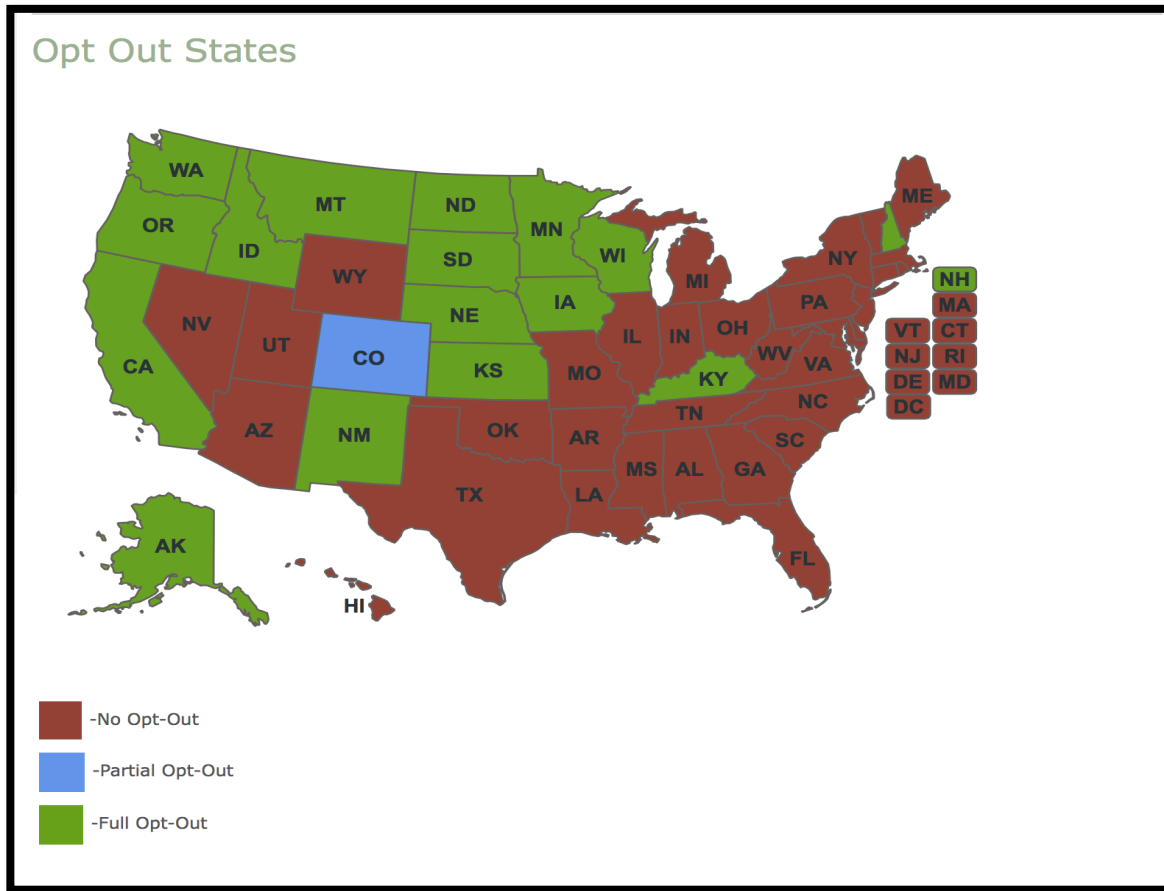 Opt Out States
WA
MT
ND
MN
ME
OR
ID
SD
WI
NY
WY
MI
NH
NV
NE
IA
PA
MA
UT
CO
IL
IN
OH
WV
VT
CT
CA
KS
MO
KY
VA
NJ
RI
AZ
NM
OK
AR
TN
NC
DE
MD
SC
DC
TX
LA
MS
AL
GA
AK
FL
HI
-No Opt-Out
-Partial Opt-Out
-Full Opt-Out